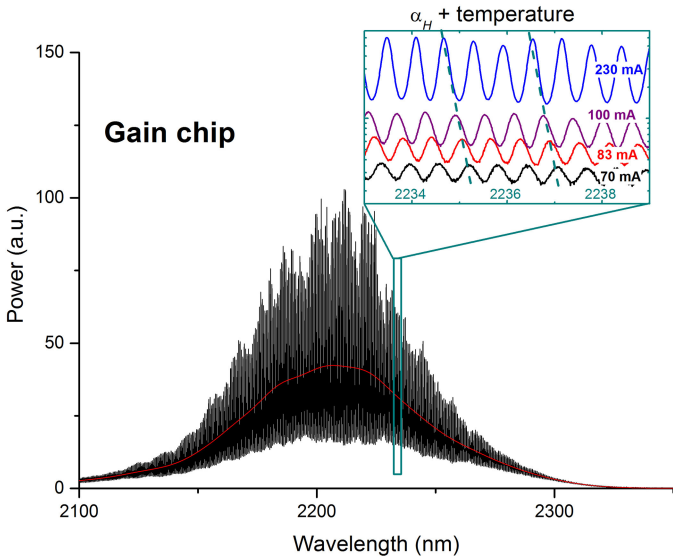 α_H + temperature
150
230 mA
Gain chip
100 mA
83 mA
70 mA
2234 2236 2238
100
Power (a.u.)
50
0
2100 2200 2300
Wavelength (nm)